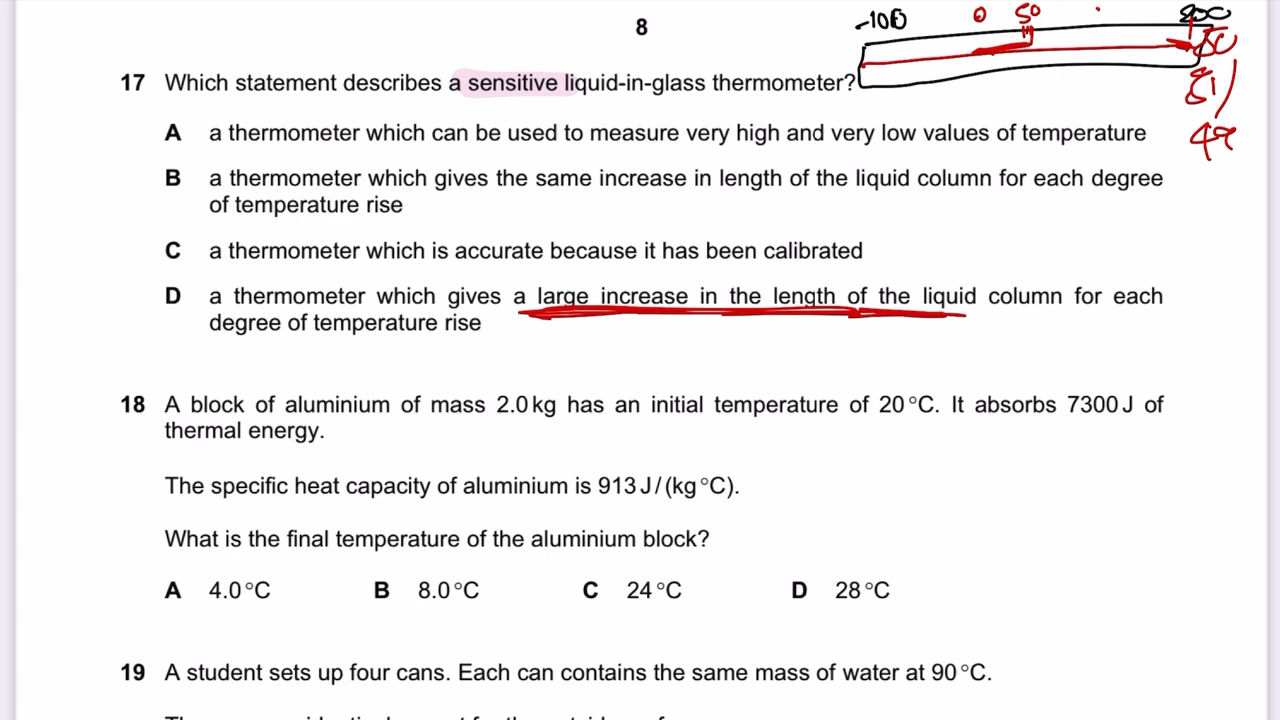 8
-100
0
50
50
51
49
17 Which statement describes a sensitive liquid-in-glass thermometer?
A a thermometer which can be used to measure very high and very low values of temperature
B a thermometer which gives the same increase in length of the liquid column for each degree
of temperature rise
C a thermometer which is accurate because it has been calibrated
D a thermometer which gives a large increase in the length of the liquid column for each
degree of temperature rise
18 A block of aluminium of mass 2.0 kg has an initial temperature of 20 °C. It absorbs 7300 J of
thermal energy.
The specific heat capacity of aluminium is 913 J / (kg °C).
What is the final temperature of the aluminium block?
A 4.0 °C B 8.0 °C C 24 °C D 28 °C
19 A student sets up four cans. Each can contains the same mass of water at 90 °C.